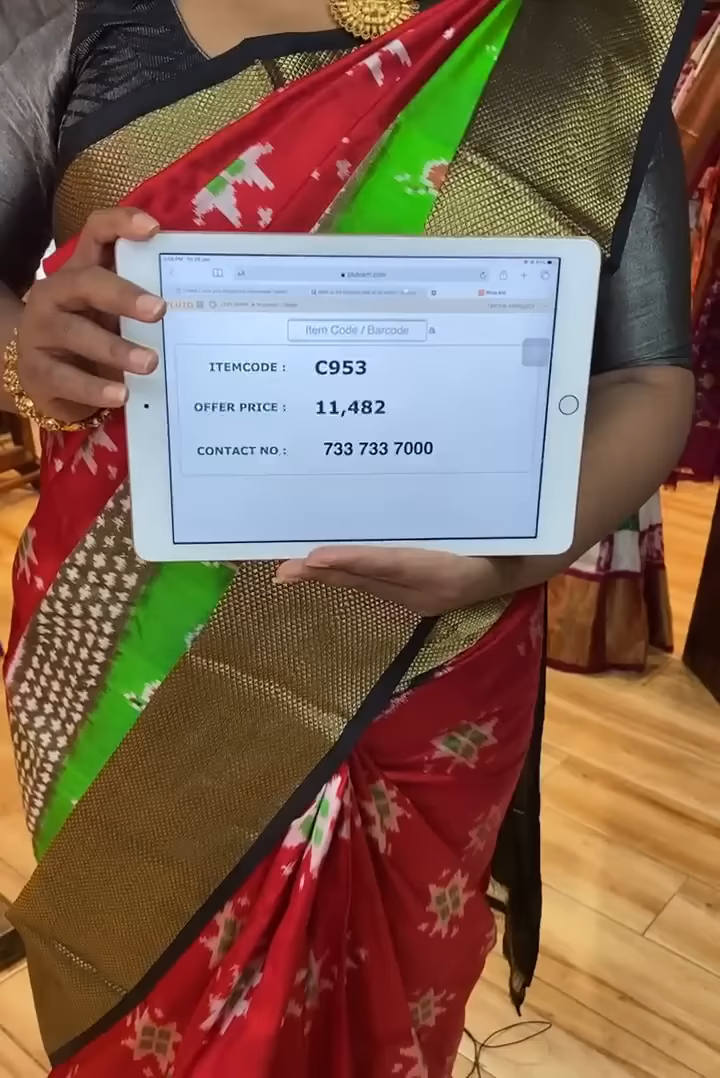 Item Code / Barcode
ITEMCODE : C953
OFFER PRICE : 11,482
CONTACT NO : 733 733 7000